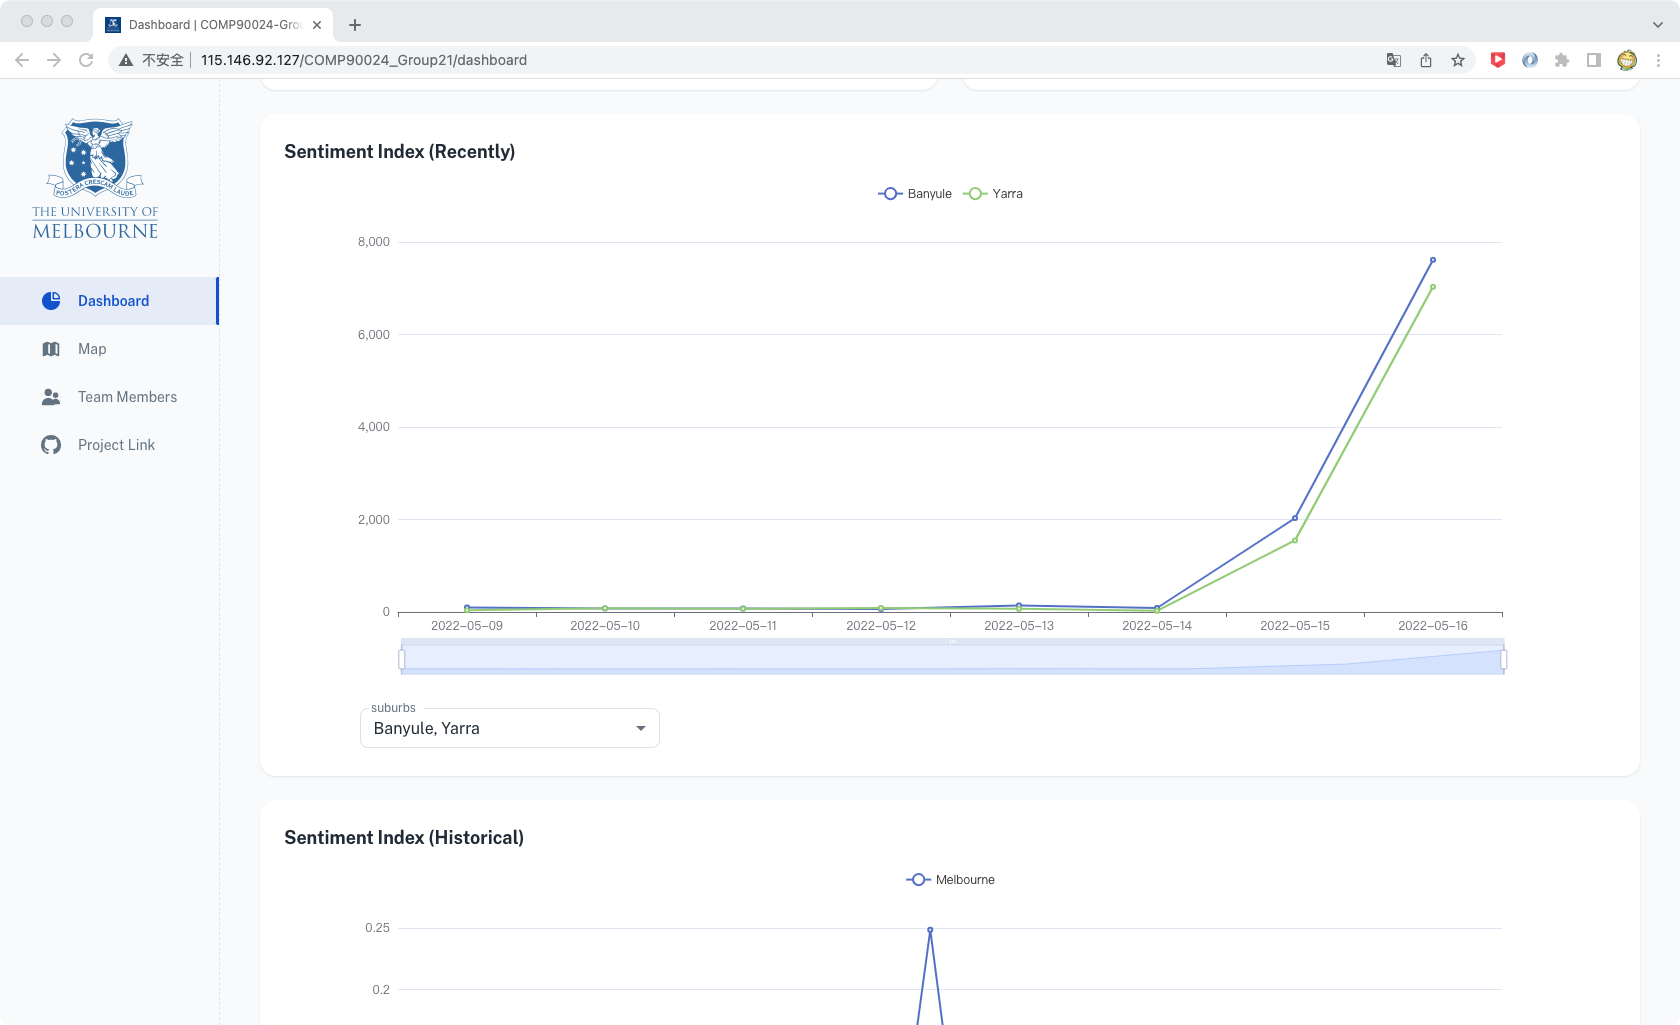 Dashboard | COMP90024-Grou
不安全
115.146.92.127/COMP90024_Group21/dashboard
POSTERA CRESCAM LAUDE
THE UNIVERSITY OF
MELBOURNE
Dashboard
Map
Team Members
Project Link
Sentiment Index (Recently)
Banyule
Yarra
8,000
6,000
4,000
2,000
0
2022-05-09
2022-05-10
2022-05-11
2022-05-12
2022-05-13
2022-05-14
2022-05-15
2022-05-16
suburbs
Banyule, Yarra
Sentiment Index (Historical)
Melbourne
0.25
0.2